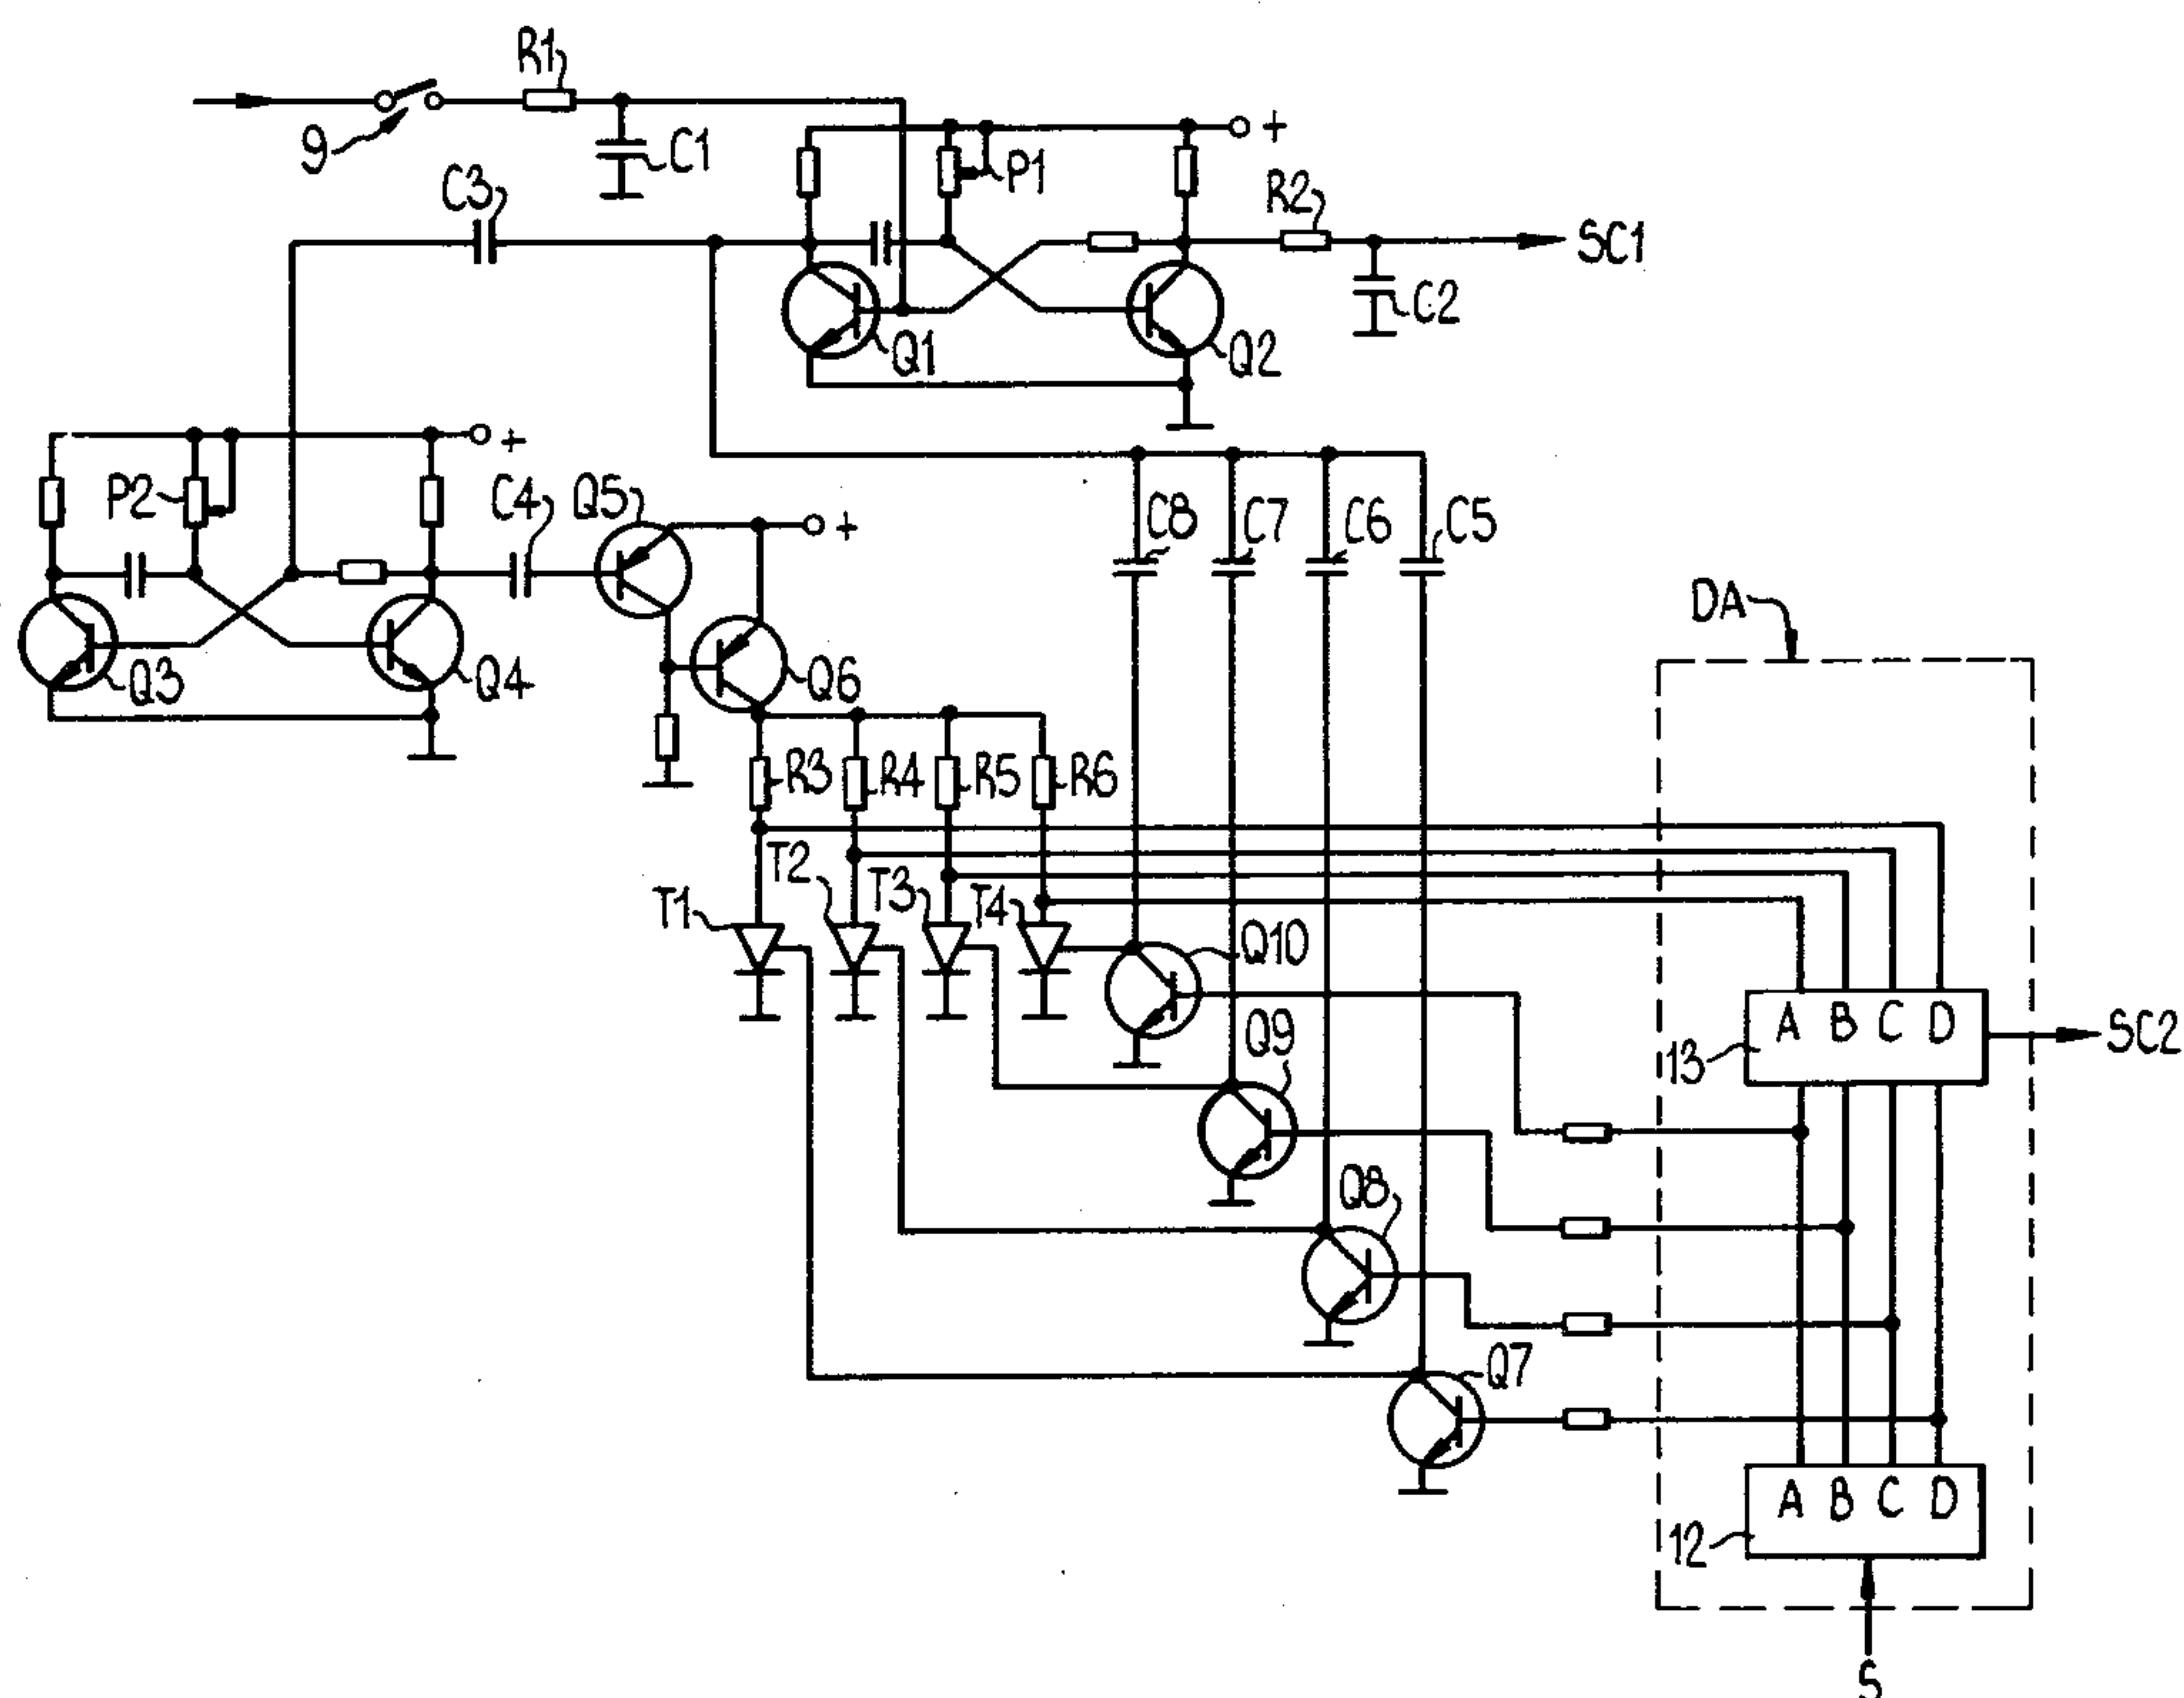 R1
9
C1
+
P1
C3
R2
SC1
C2
Q1
Q2
+
P2
C4
Q5
+
C8
C7
C6
C5
DA
Q3
Q4
Q6
R3
R4
R5
R6
T1
T2
T3
T4
Q10
A B C D
SC2
13
Q9
Q8
Q7
A B C D
12
S